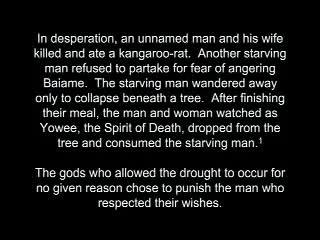 In desperation, an unnamed man and his wife
killed and ate a kangaroo-rat.  Another starving
man refused to partake for fear of angering
Baiame.  The starving man wandered away
only to collapse beneath a tree.  After finishing
their meal, the man and woman watched as
Yowee, the Spirit of Death, dropped from the
tree and consumed the starving man.¹
The gods who allowed the drought to occur for
no given reason chose to punish the man who
respected their wishes.